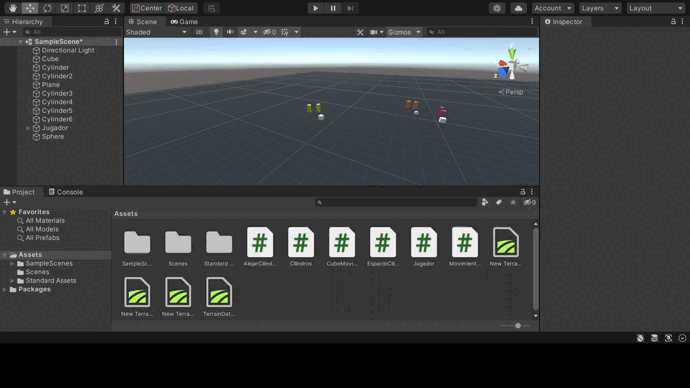 Center Local Account Layers Layout
Hierarchy Scene Game Inspector
All Shaded 2D 0 Gizmos All
SampleScene*
Directional Light
Cube
Cylinder
Cylinder2
Plane
Cylinder3
Cylinder4
Cylinder5
Cylinder6
Jugador
Sphere
Persp
Project Console
9
Favorites
All Materials
All Models
All Prefabs
Assets
SampleScenes
Scenes
Standard Assets
Packages
Assets
SampleSc... Scenes Standard ... AlejarCilind... Cilindros CuboMovi... EspacioCili... Jugador Movimient... New Terra...
New Terra... New Terra... TerrainDat...